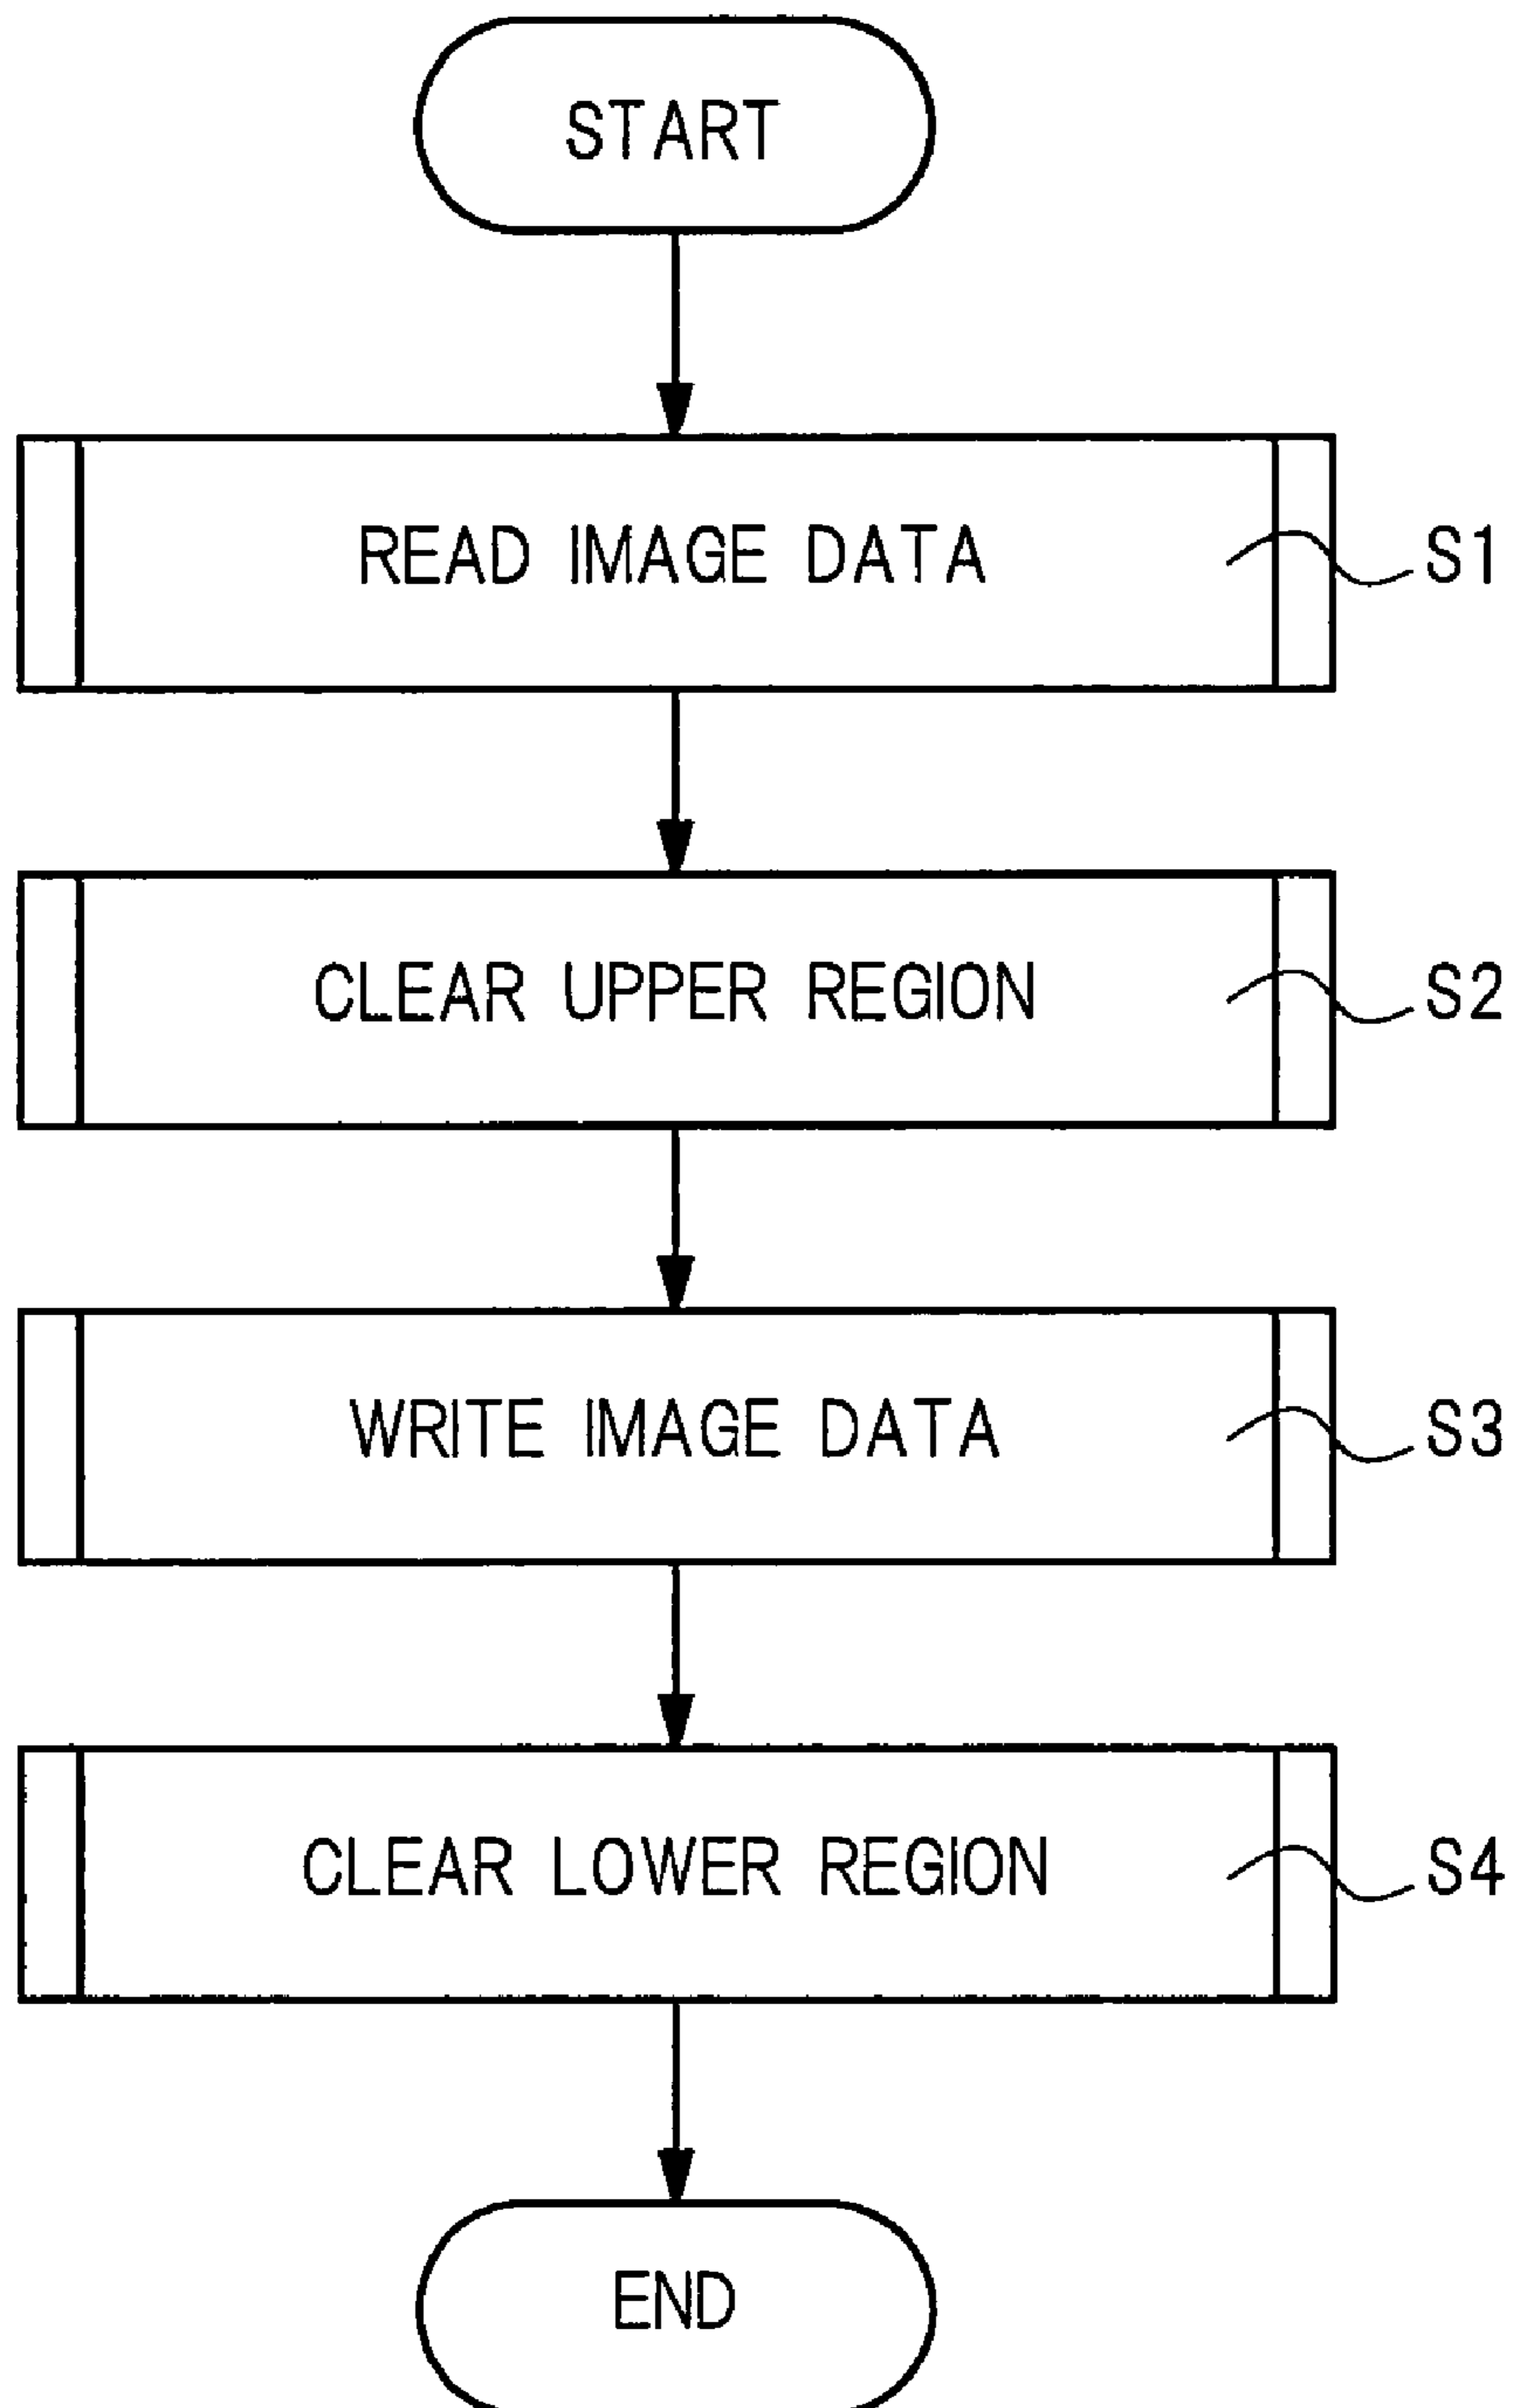 START
READ IMAGE DATA
S1
CLEAR UPPER REGION
S2
WRITE IMAGE DATA
S3
CLEAR LOWER REGION
S4
END